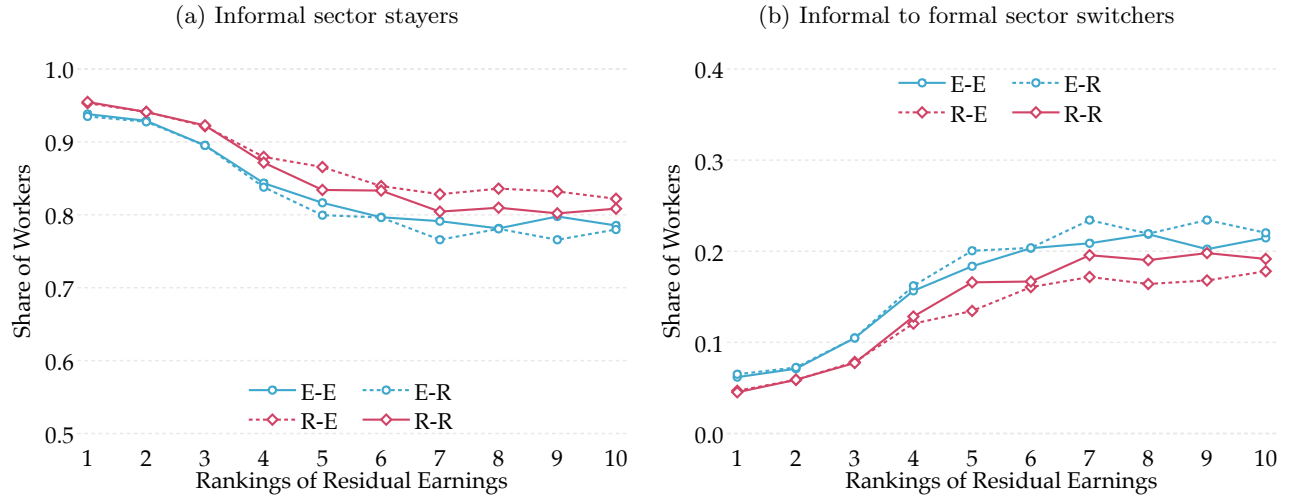 (a) Informal sector stayers
1.0
0.9
0.8
0.7
0.6
0.5
Share of Workers
E-E E-R
R-E R-R
1 2 3 4 5 6 7 8 9 10
Rankings of Residual Earnings
(b) Informal to formal sector switchers
0.4
0.3
0.2
0.1
0.0
Share of Workers
E-E E-R
R-E R-R
1 2 3 4 5 6 7 8 9 10
Rankings of Residual Earnings